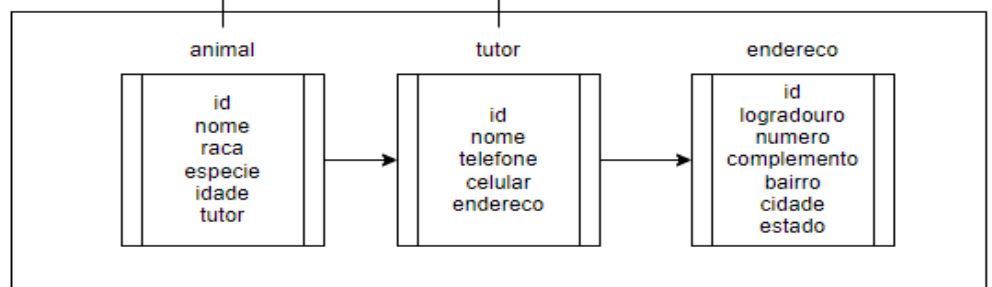 animal
tutor
endereco
id
nome
raca
especie
idade
tutor
id
nome
telefone
celular
endereco
id
logradouro
numero
complemento
bairro
cidade
estado